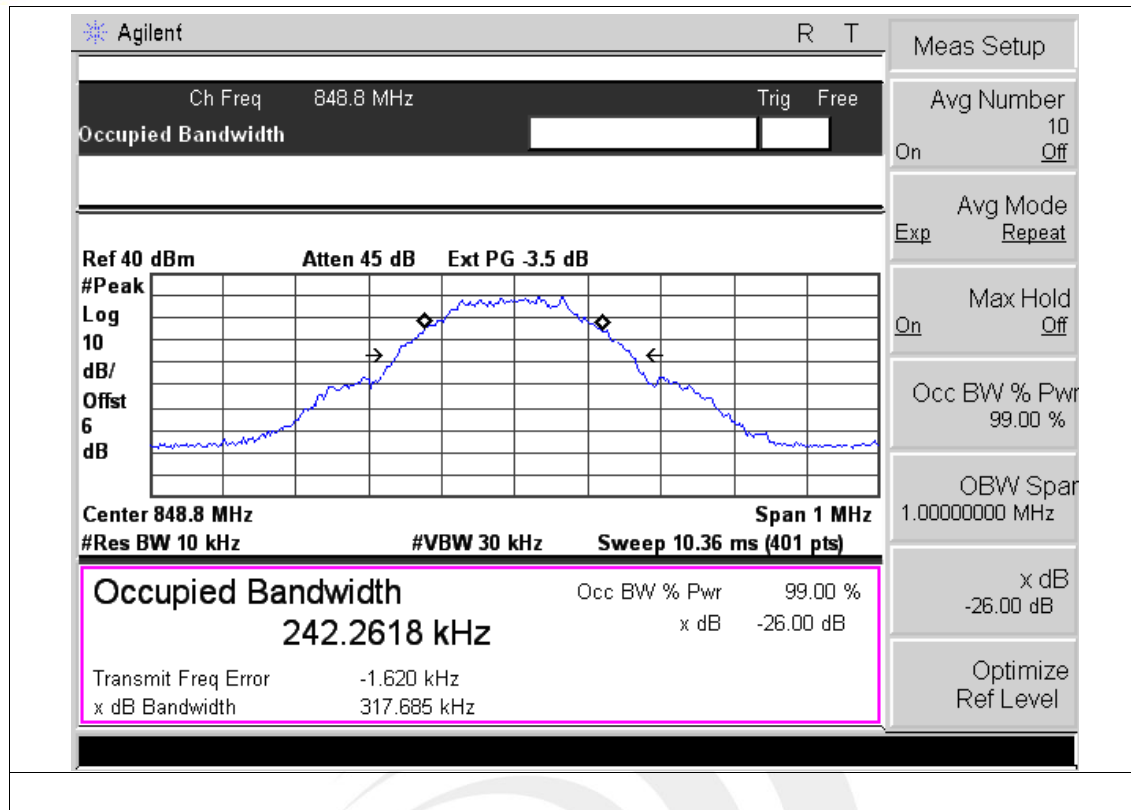 Agilent R T
Ch Freq 848.8 MHz Trig Free
Occupied Bandwidth
Ref 40 dBm Atten 45 dB Ext PG -3.5 dB
#Peak
Log
10
dB/
Offst
6
dB
Center 848.8 MHz Span 1 MHz
#Res BW 10 kHz #VBW 30 kHz Sweep 10.36 ms (401 pts)
Occupied Bandwidth Occ BW % Pwr 99.00 %
242.2618 kHz x dB -26.00 dB
Transmit Freq Error -1.620 kHz
x dB Bandwidth 317.685 kHz
Meas Setup
Avg Number
10
On Off
Avg Mode
Exp Repeat
Max Hold
On Off
Occ BW % Pwr
99.00 %
OBW Span
1.00000000 MHz
x dB
-26.00 dB
Optimize
Ref Level